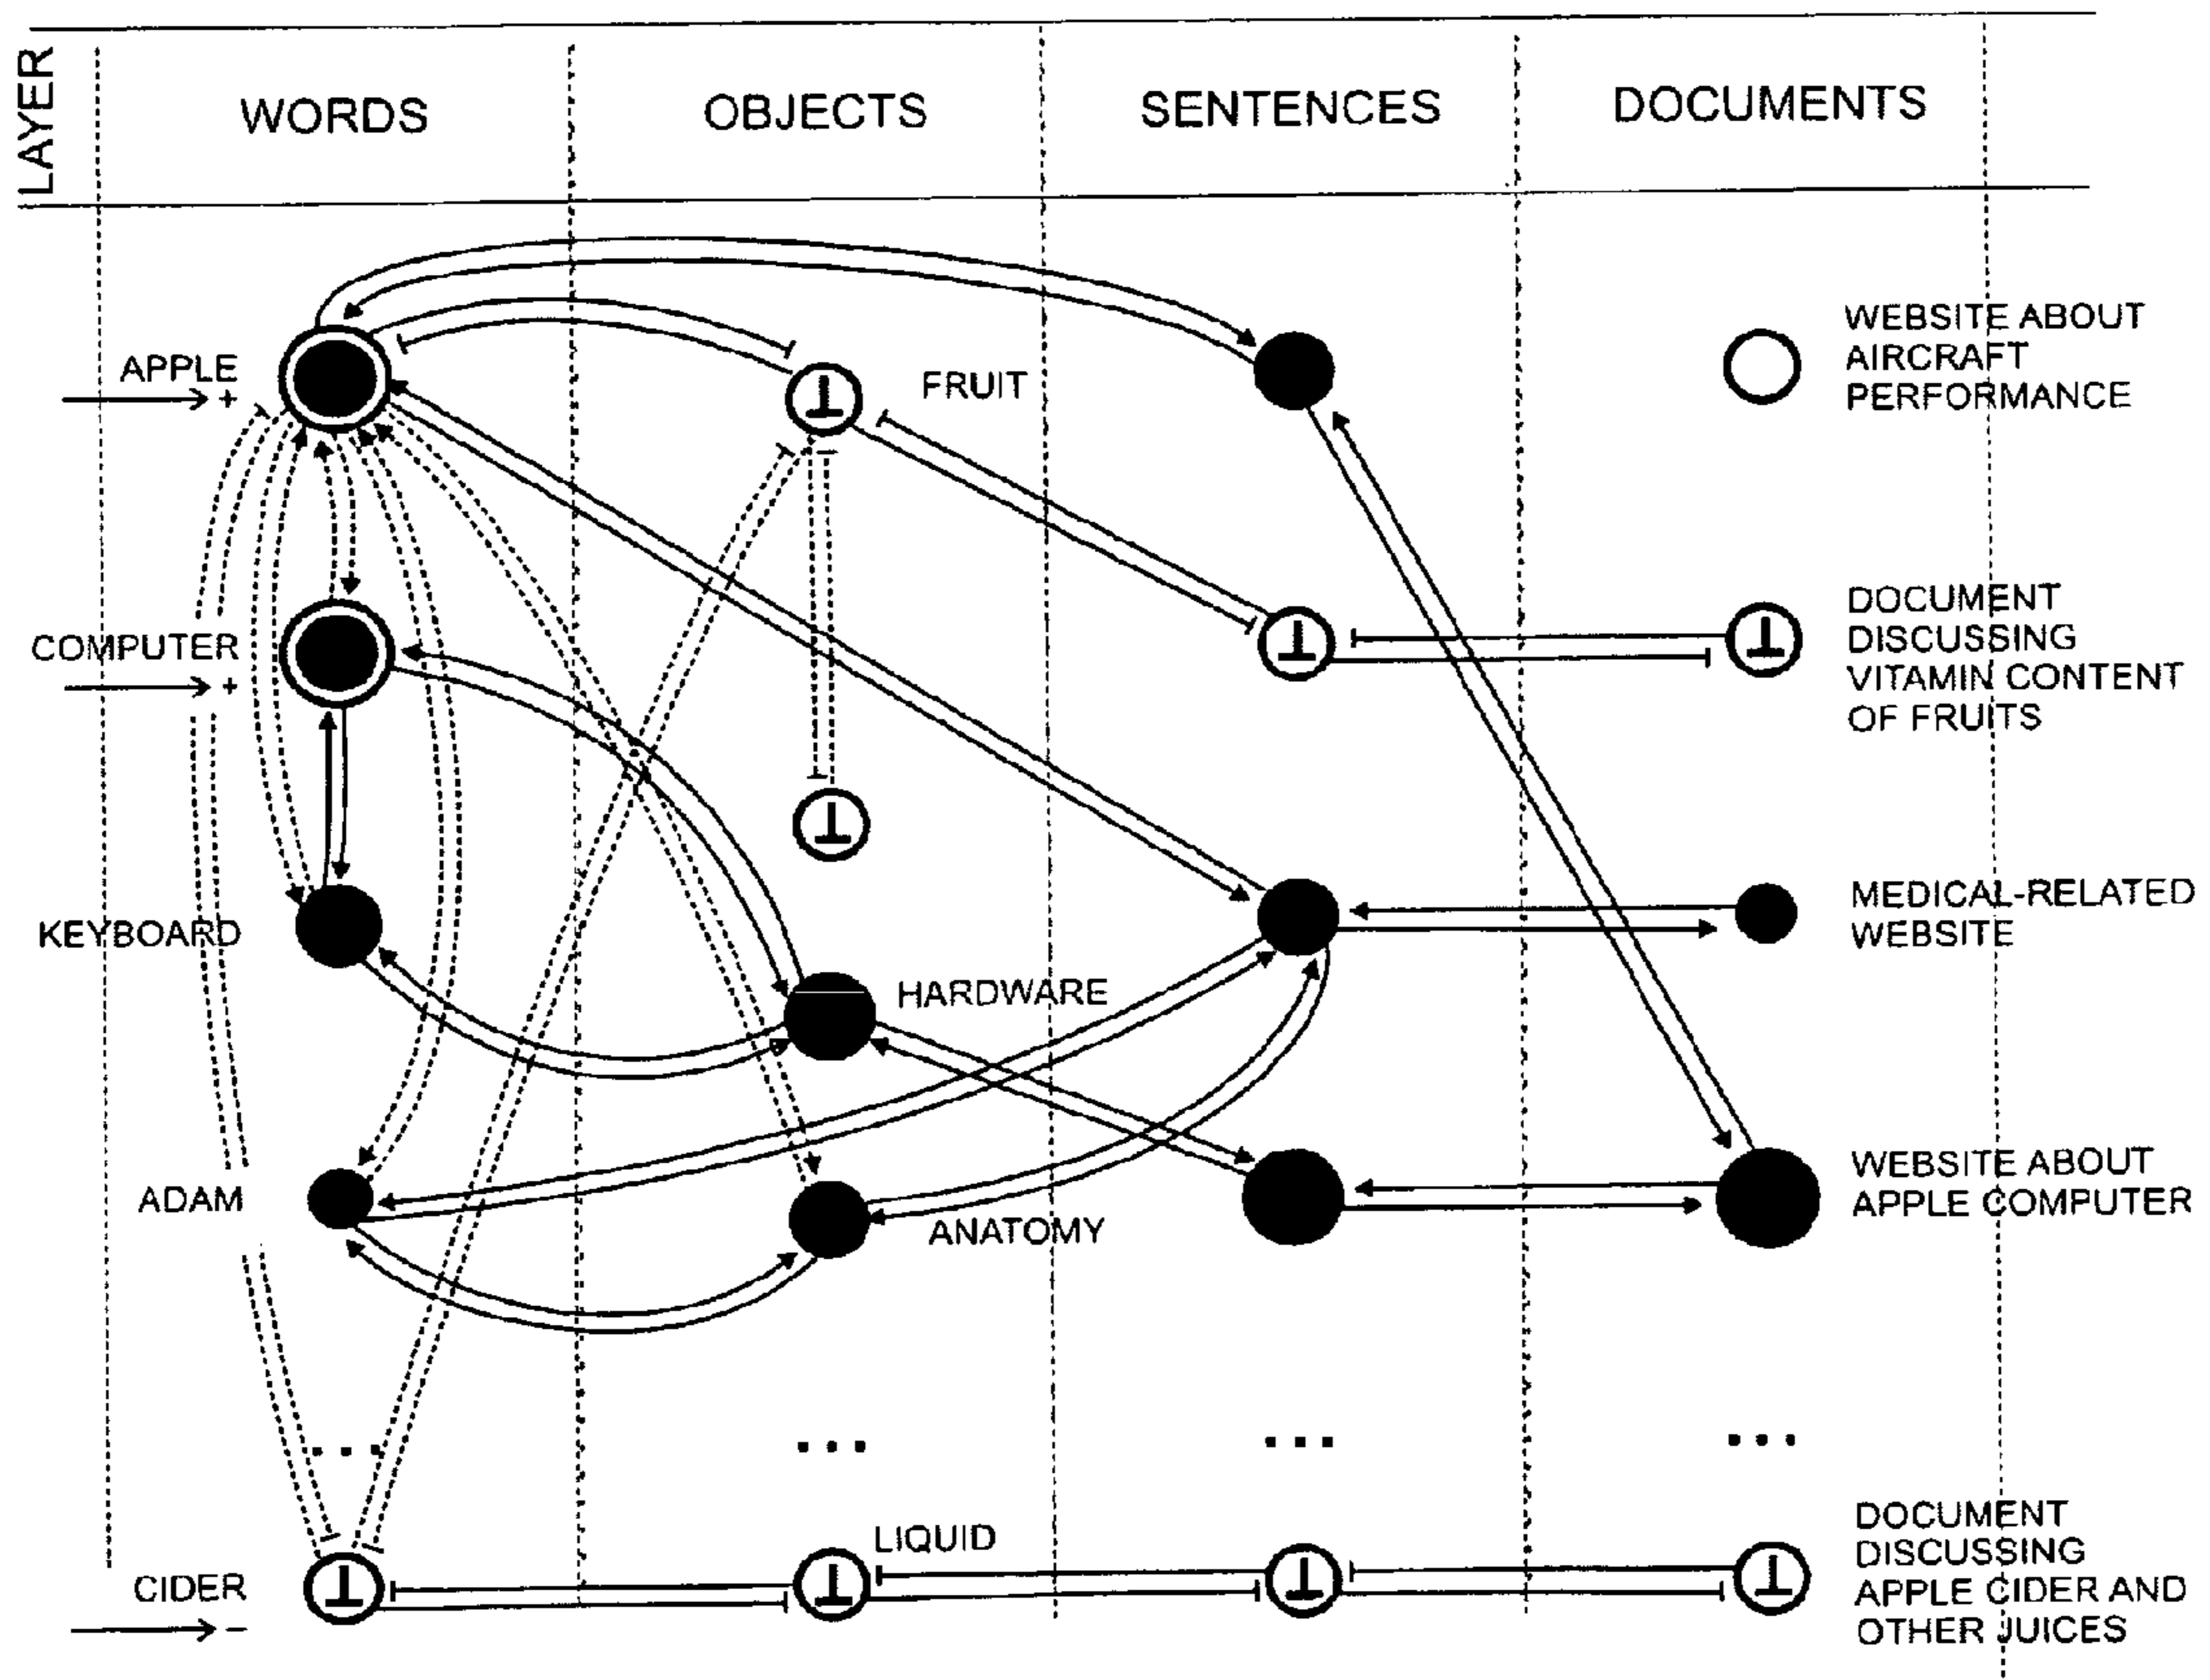 LAYER
WORDS
OBJECTS
SENTENCES
DOCUMENTS
APPLE
+
FRUIT
WEBSITE ABOUT
AIRCRAFT
PERFORMANCE
COMPUTER
+
DOCUMENT
DISCUSSING
VITAMIN CONTENT
OF FRUITS
KEYBOARD
HARDWARE
MEDICAL-RELATED
WEBSITE
ADAM
ANATOMY
WEBSITE ABOUT
APPLE COMPUTER
...
...
...
...
CIDER
–
LIQUID
DOCUMENT
DISCUSSING
APPLE CIDER AND
OTHER JUICES